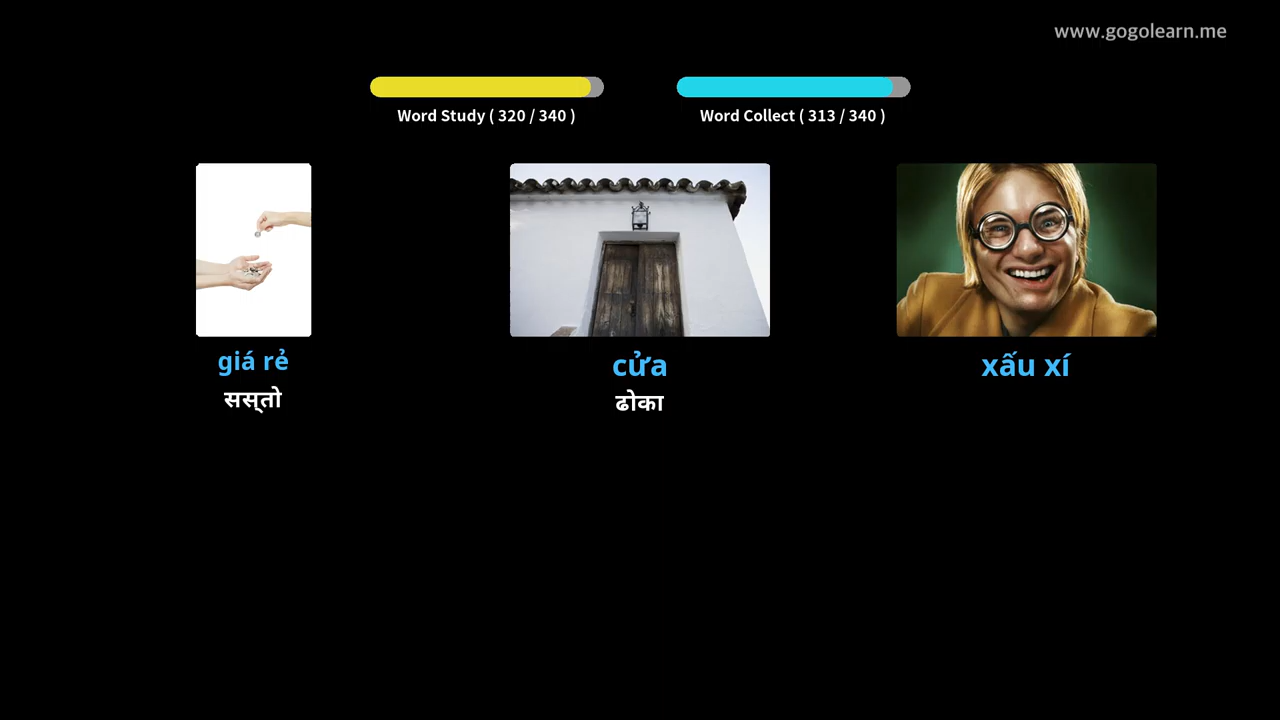 www.gogolearn.me
Word Study ( 320 / 340 )
Word Collect ( 313 / 340 )
giá rẻ
सस्तो
cửa
ढोका
xấu xí